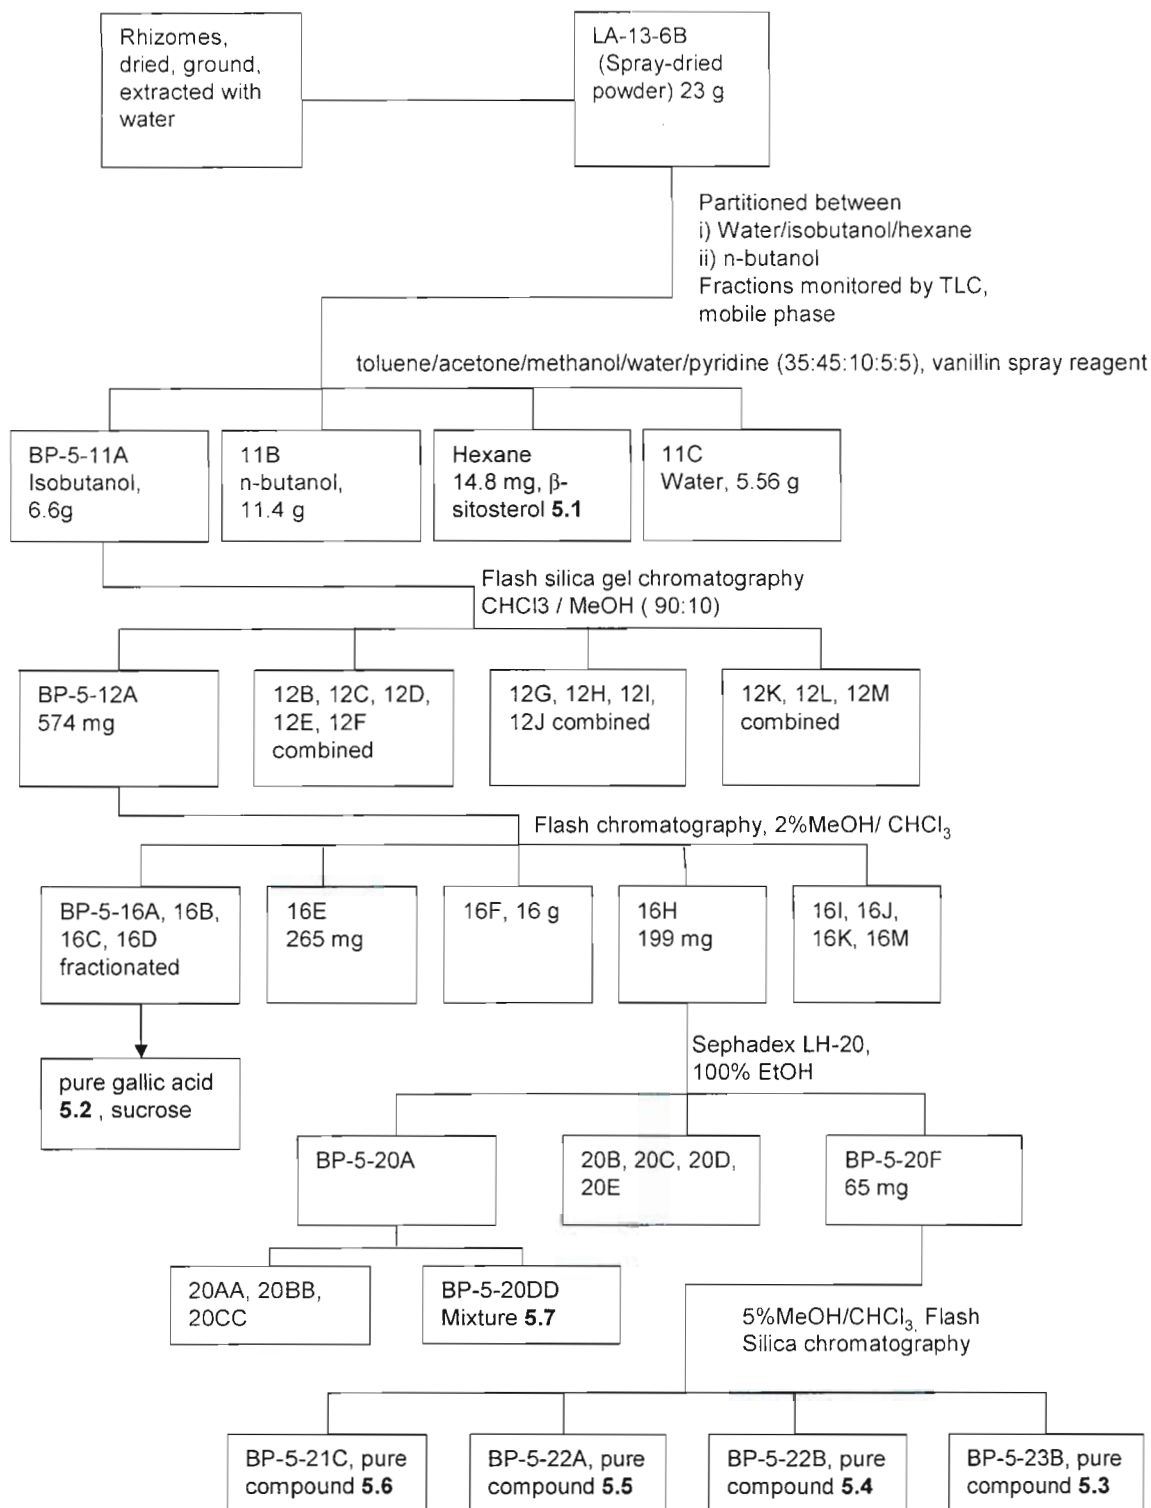 Rhizomes,
dried, ground,
extracted with
water
LA-13-6B
(Spray-dried
powder) 23 g
Partitioned between
i) Water/isobutanol/hexane
ii) n-butanol
Fractions monitored by TLC,
mobile phase
toluene/acetone/methanol/water/pyridine (35:45:10:5:5), vanillin spray reagent
BP-5-11A
Isobutanol,
6.6g
11B
n-butanol,
11.4 g
Hexane
14.8 mg, β-
sitosterol 5.1
11C
Water, 5.56 g
Flash silica gel chromatography
CHCl3 / MeOH ( 90:10)
BP-5-12A
574 mg
12B, 12C, 12D,
12E, 12F
combined
12G, 12H, 12I,
12J combined
12K, 12L, 12M
combined
Flash chromatography, 2%MeOH/ CHCl₃
BP-5-16A, 16B,
16C, 16D
fractionated
16E
265 mg
16F, 16 g
16H
199 mg
16I, 16J,
16K, 16M
pure gallic acid
5.2 , sucrose
Sephadex LH-20,
100% EtOH
BP-5-20A
20B, 20C, 20D,
20E
BP-5-20F
65 mg
20AA, 20BB,
20CC
BP-5-20DD
Mixture 5.7
5%MeOH/CHCl₃, Flash
Silica chromatography
BP-5-21C, pure
compound 5.6
BP-5-22A, pure
compound 5.5
BP-5-22B, pure
compound 5.4
BP-5-23B, pure
compound 5.3